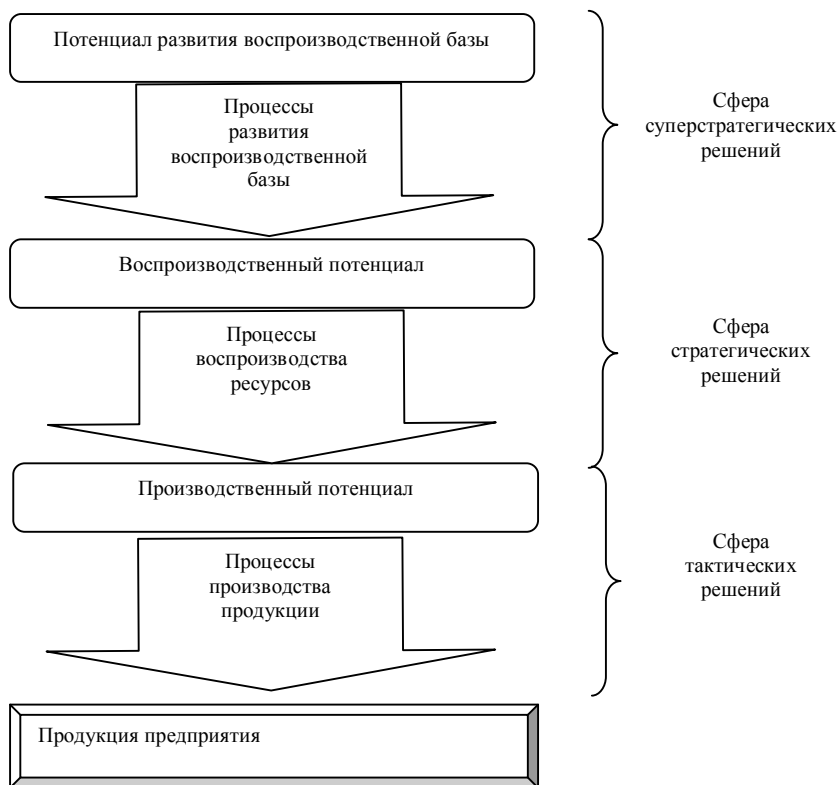 Потенциал развития воспроизводственной базы
Процессы
развития
воспроизводственной
базы
Сфера
суперстратегических
решений
Воспроизводственный потенциал
Процессы
воспроизводства
ресурсов
Сфера
стратегических
решений
Производственный потенциал
Процессы
производства
продукции
Сфера
тактических
решений
Продукция предприятия